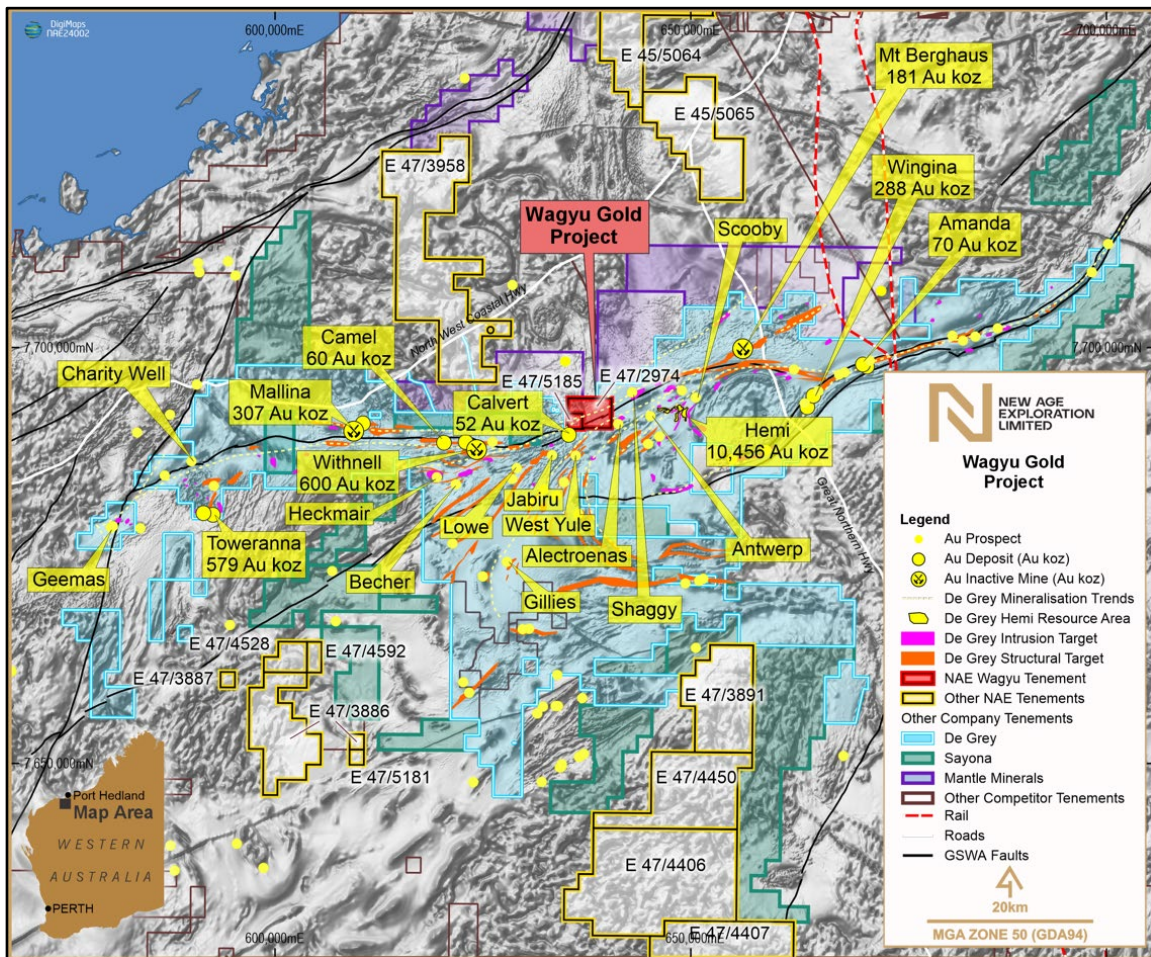 DigiMaps
NAE24002
600,000mE
650,000mE
700,000mE
E 45/5064
Mt Berghaus
181 Au koz
E 45/5065
E 47/3958
Wingina
288 Au koz
Wagyu Gold
Project
Scooby
Amanda
70 Au koz
North West Coastal Hwy
7,700,000mN
7,700,000mN
Camel
60 Au koz
Charity Well
E 47/5185
E 47/2974
Mallina
307 Au koz
Calvert
52 Au koz
Hemi
10,456 Au koz
Withnell
600 Au koz
Jabiru
Heckmair
Lowe
West Yule
Great Northern Hwy
Toweranna
579 Au koz
Alectroenas
Antwerp
Geemas
Becher
Gillies
Shaggy
E 47/4528
E 47/4592
E 47/3887
E 47/3891
E 47/3886
E 47/5181
7,650,000mN
E 47/4450
E 47/4406
E 47/4407
600,000mE
650,000mE
Port Hedland
Map Area
WESTERN
AUSTRALIA
PERTH
NEW AGE
EXPLORATION
LIMITED
Wagyu Gold
Project
Legend
Au Prospect
Au Deposit (Au koz)
Au Inactive Mine (Au koz)
De Grey Mineralisation Trends
De Grey Hemi Resource Area
De Grey Intrusion Target
De Grey Structural Target
NAE Wagyu Tenement
Other NAE Tenements
Other Company Tenements
De Grey
Sayona
Mantle Minerals
Other Competitor Tenements
Rail
Roads
GSWA Faults
20km
MGA ZONE 50 (GDA94)